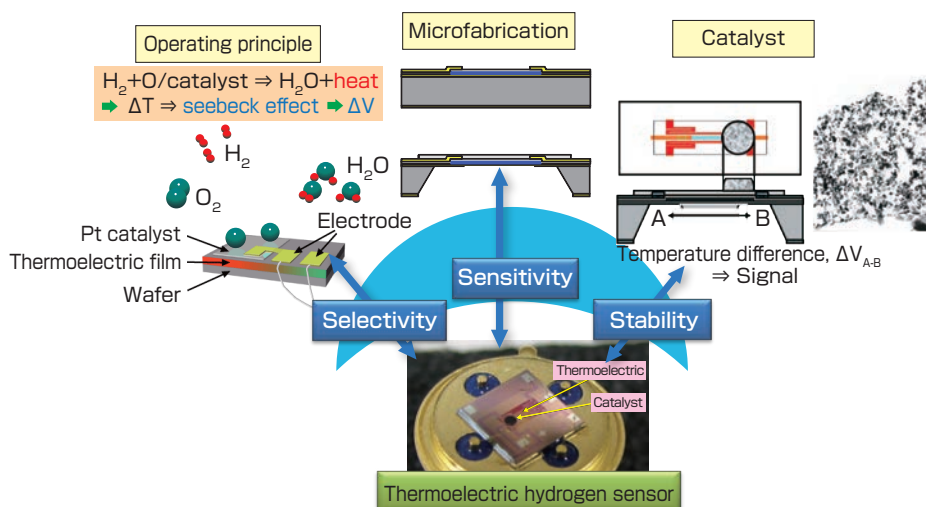 Operating principle
H₂+O/catalyst ⇒ H₂O+heat
➡ ΔT ⇒ seebeck effect ➡ ΔV
H₂
H₂O
O₂
Electrode
Pt catalyst
Thermoelectric film
Wafer
Microfabrication
Catalyst
A
B
Temperature difference, ΔV_A-B
⇒ Signal
Selectivity
Sensitivity
Stability
Thermoelectric
Catalyst
Thermoelectric hydrogen sensor